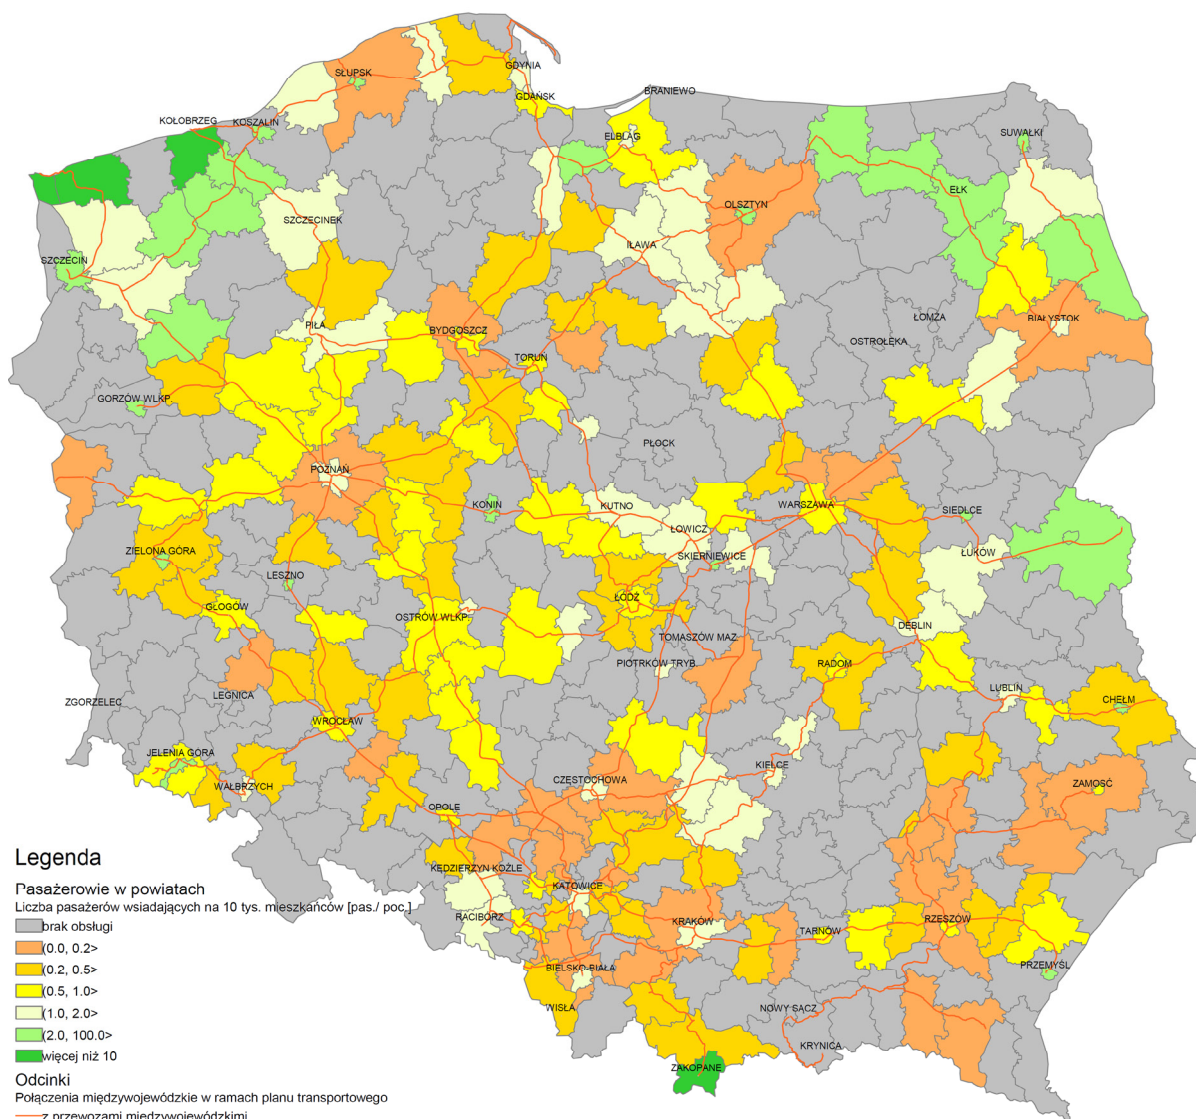 SŁUPSK
GDYNIA
GDAŃSK
BRANIEWO
KOŁOBRZEG
KOSZALIN
ELBLĄG
SUWAŁKI
EŁK
OLSZTYN
SZCZECINEK
IŁAWA
SZCZECIN
PIŁA
BYDGOSZCZ
ŁOMŻA
BIAŁYSTOK
OSTROŁĘKA
TORUŃ
GORZÓW WLKP.
PŁOCK
POZNAŃ
KONIN
KUTNO
WARSZAWA
SIEDLCE
ŁOWICZ
ZIELONA GÓRA
SKIERNIEWICE
ŁUKÓW
LESZNO
GŁOGÓW
ŁÓDŹ
OSTRÓW WLKP.
DĘBLIN
TOMASZÓW MAZ.
PIOTRKÓW TRYB.
RADOM
ZGORZELEC
LEGNICA
LUBLIN
CHEŁM
WROCŁAW
JELENIA GÓRA
WAŁBRZYCH
CZĘSTOCHOWA
KIELCE
ZAMOŚĆ
OPOLE
KĘDZIERZYN KOŹLE
KATOWICE
RACIBÓRZ
KRAKÓW
TARNÓW
RZESZÓW
BIELSKO-BIAŁA
PRZEMYŚL
WISŁA
NOWY SĄCZ
KRYNICA
ZAKOPANE
Legenda
Pasażerowie w powiatach
Liczba pasażerów wsiadających na 10 tys. mieszkańców [pas./ poc.]
brak obsługi
(0.0, 0.2>
(0.2, 0.5>
(0.5, 1.0>
(1.0, 2.0>
(2.0, 100.0>
więcej niż 10
Odcinki
Połączenia międzywojewódzkie w ramach planu transportowego
z przewozami międzywojewódzkimi